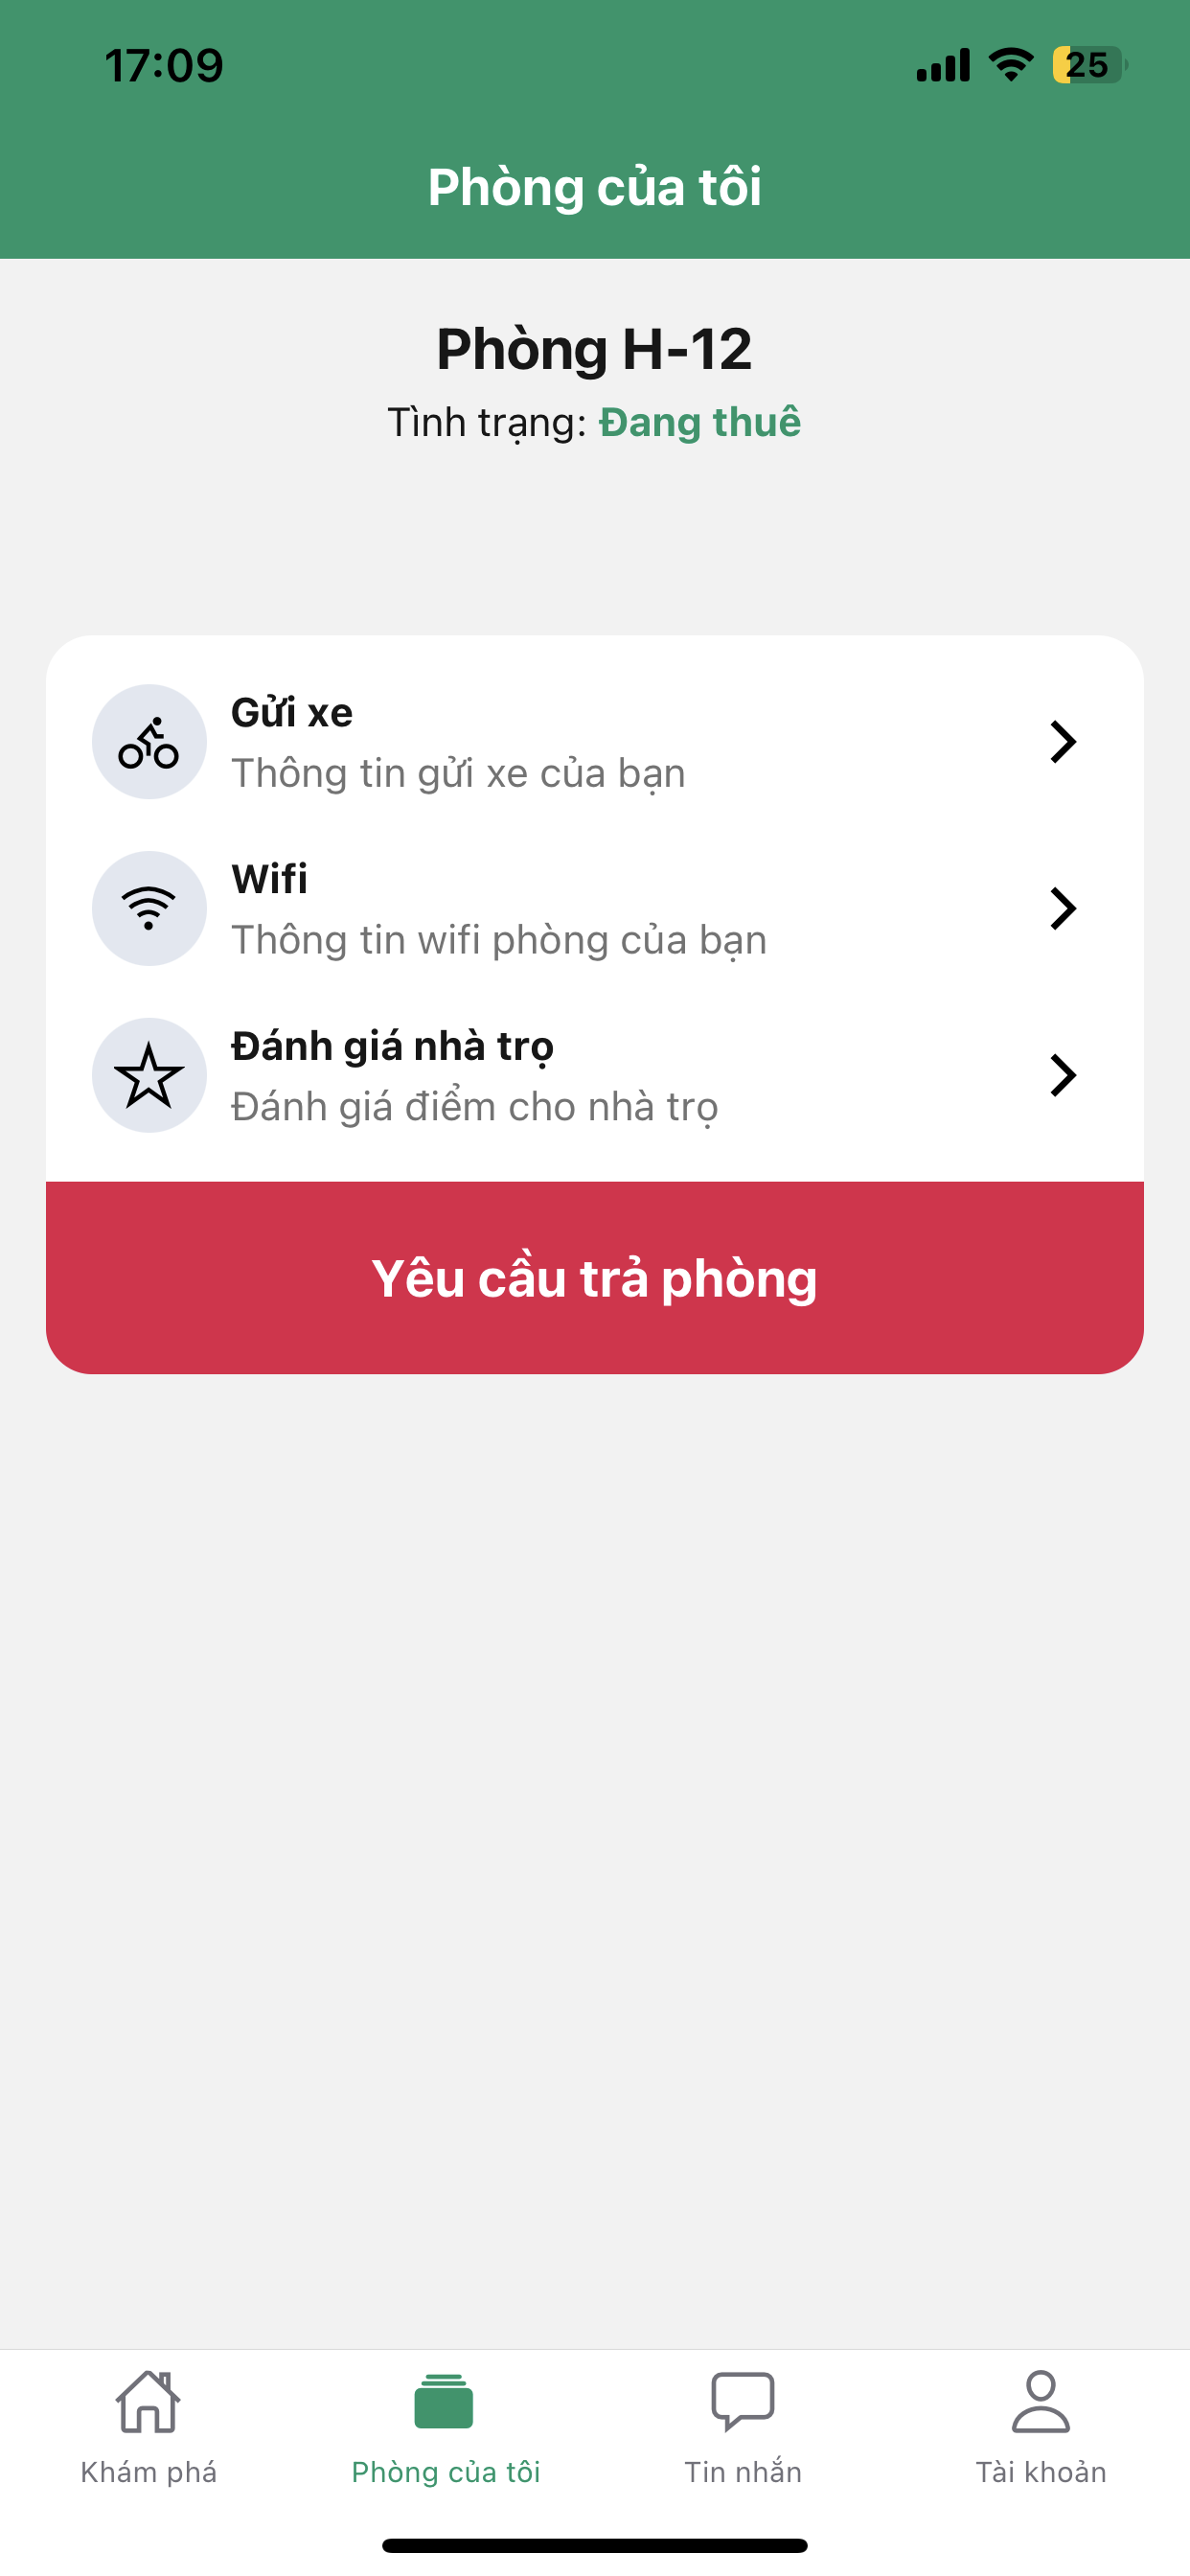 17:09
25
Phòng của tôi
Phòng H-12
Tình trạng: Đang thuê
Gửi xe
Thông tin gửi xe của bạn
Wifi
Thông tin wifi phòng của bạn
Đánh giá nhà trọ
Đánh giá điểm cho nhà trọ
Yêu cầu trả phòng
Khám phá
Phòng của tôi
Tin nhắn
Tài khoản